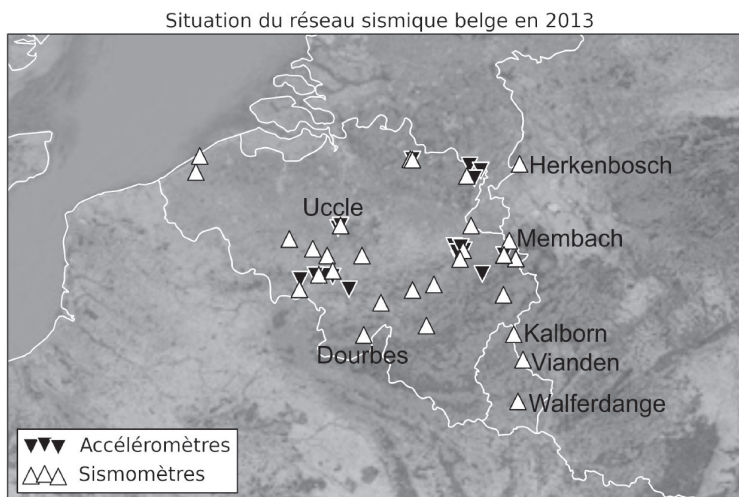 Situation du réseau sismique belge en 2013
Herkenbosch
Uccle
Membach
Kalborn
Dourbes
Vianden
Walferdange
Accéléromètres
Sismomètres